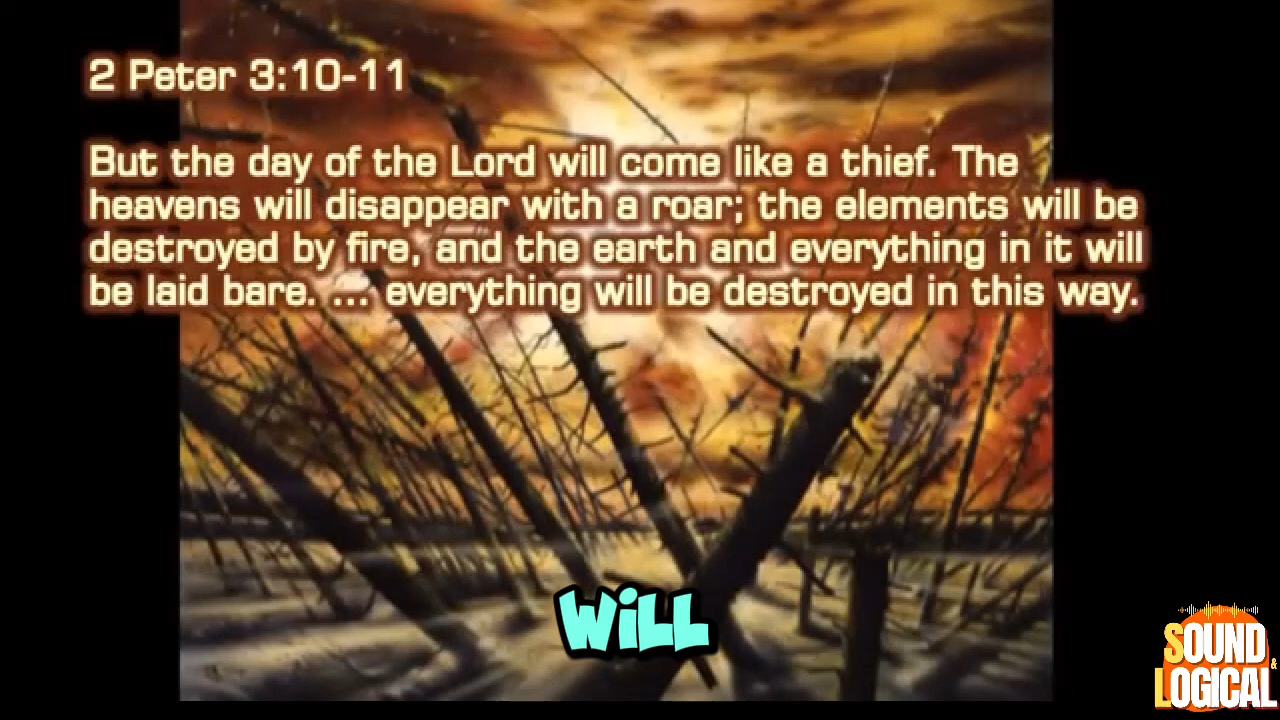 2 Peter 3:10-11
But the day of the Lord will come like a thief. The
heavens will disappear with a roar; the elements will be
destroyed by fire, and the earth and everything in it will
be laid bare. ... everything will be destroyed in this way.
WiLL
SOUND
&
LOGICAL